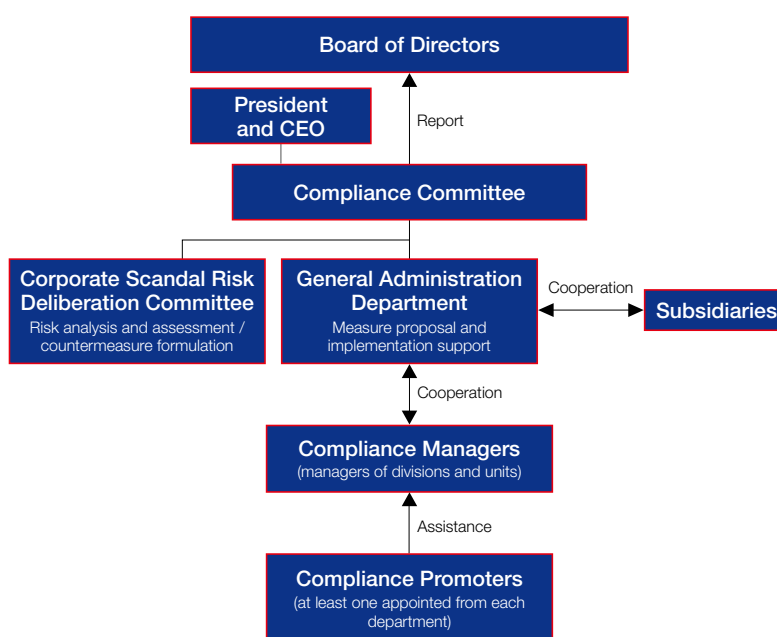 Board of Directors
President
and CEO
Report
Compliance Committee
Corporate Scandal Risk
Deliberation Committee
Risk analysis and assessment /
countermeasure formulation
General Administration
Department
Measure proposal and
implementation support
Cooperation
Subsidiaries
Cooperation
Compliance Managers
(managers of divisions and units)
Assistance
Compliance Promoters
(at least one appointed from each
department)